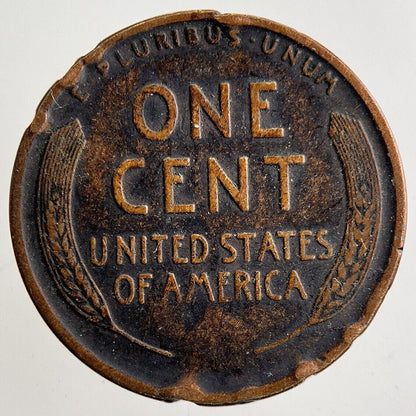 E·PLURIBUS·UNUM
ONE
CENT
UNITED·STATES
OF·AMERICA